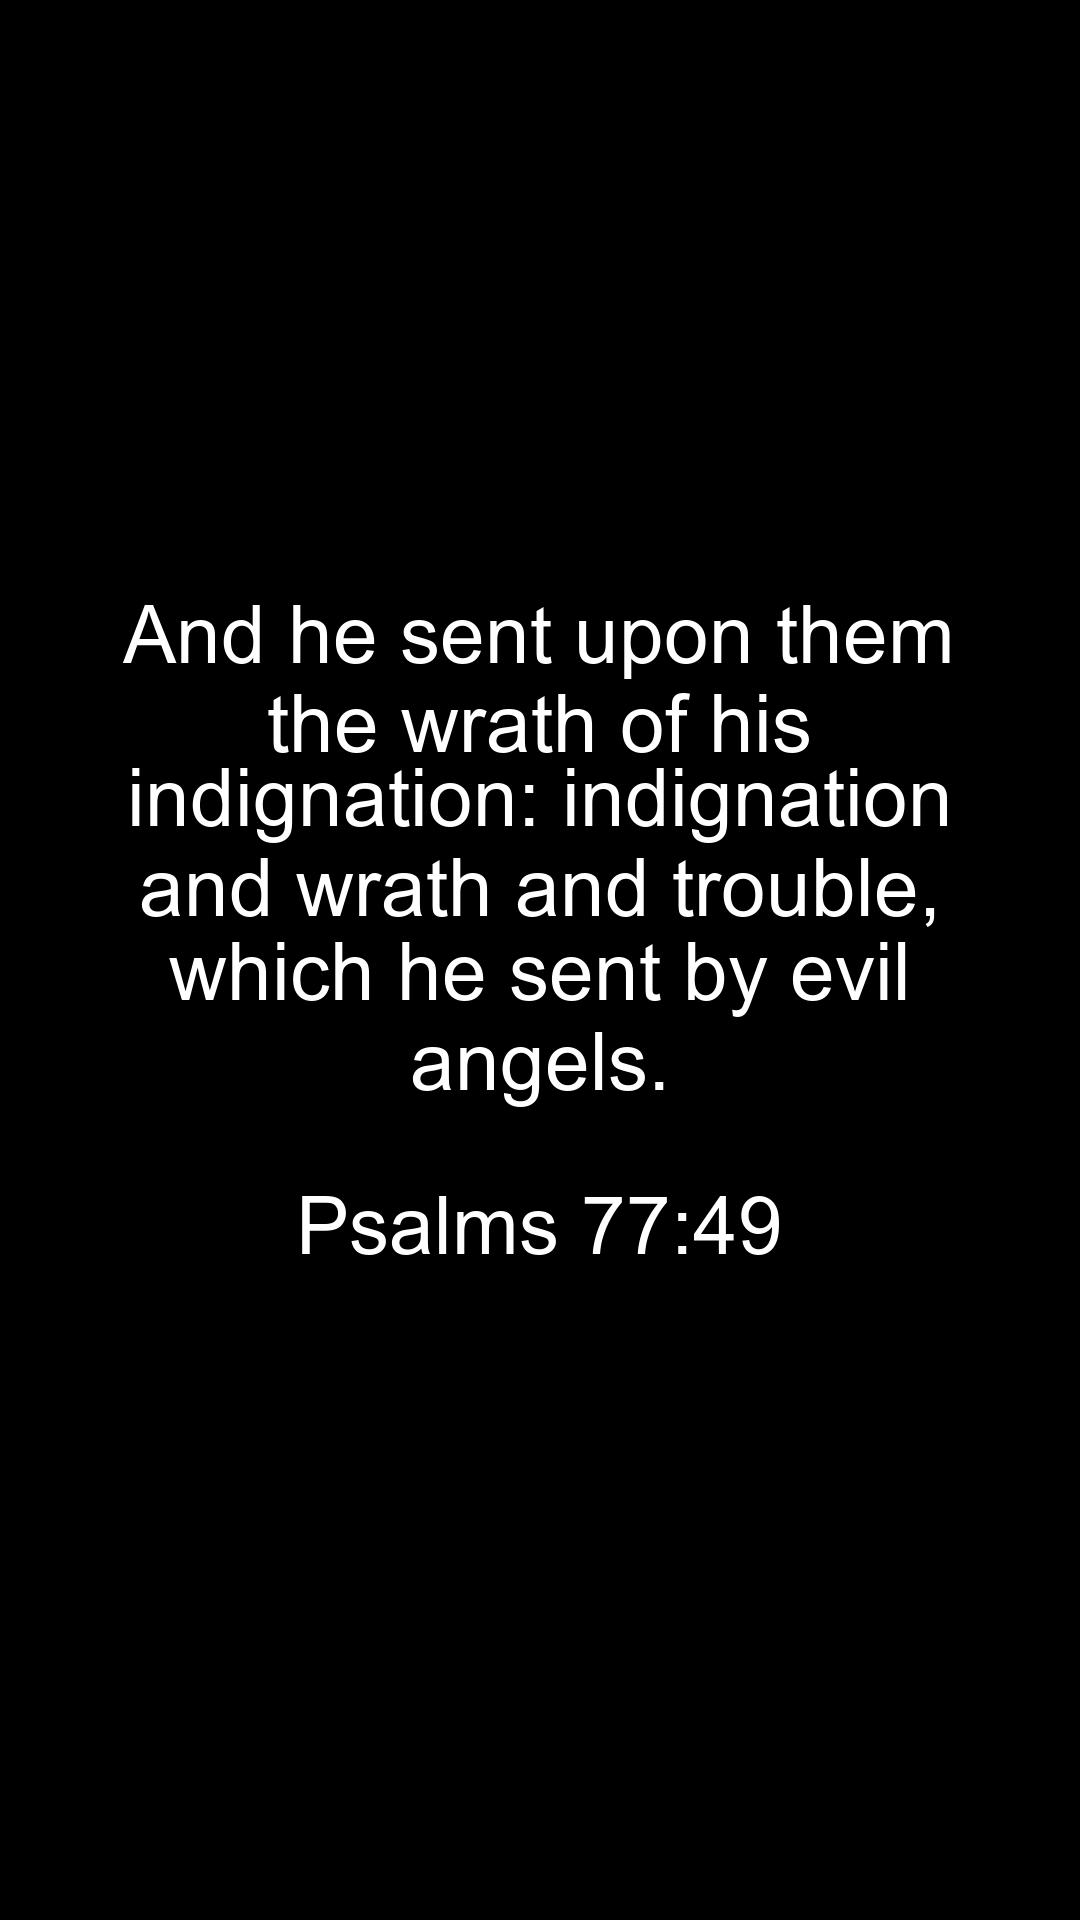 And he sent upon them
the wrath of his
indignation: indignation
and wrath and trouble,
which he sent by evil
angels.
Psalms 77:49